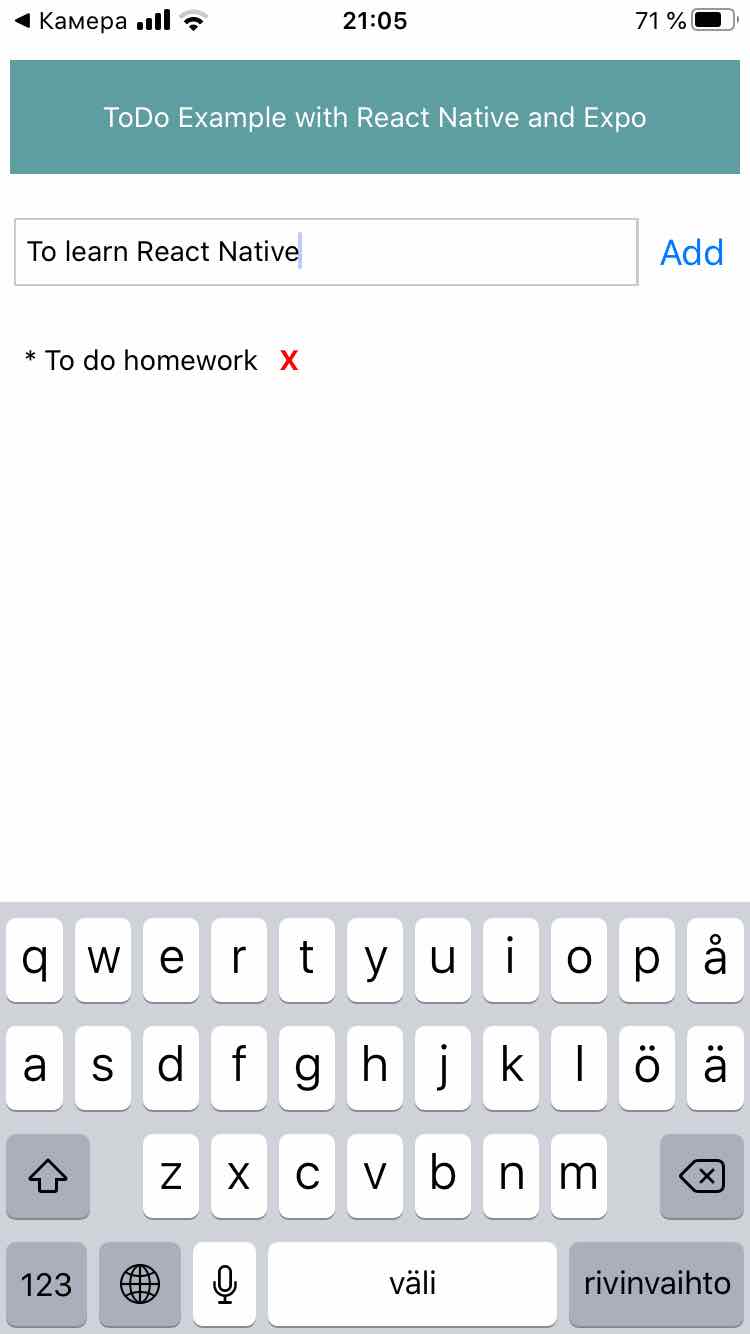 ◀ Камера 21:05 71 %
ToDo Example with React Native and Expo
To learn React Native Add
* To do homework X
q w e r t y u i o p å
a s d f g h j k l ö ä
z x c v b n m
123 väli rivinvaihto